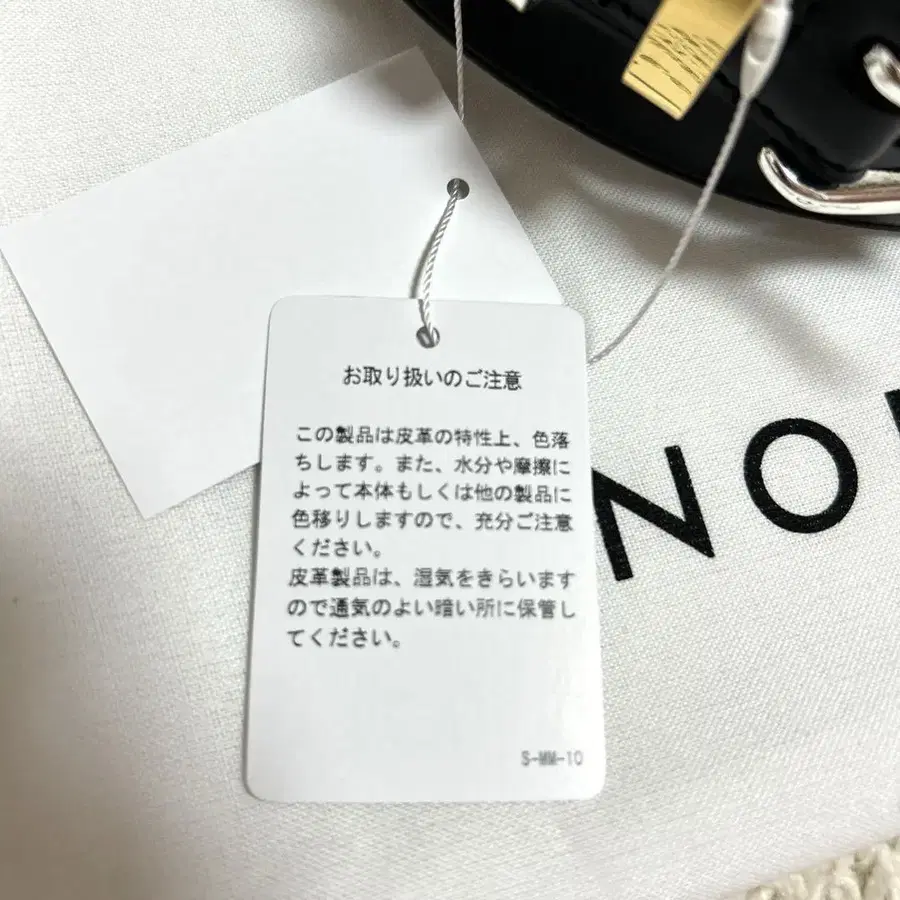 お取り扱いのご注意
この製品は皮革の特性上、色落
ちします。また、水分や摩擦に
よって本体もしくは他の製品に
色移りしますので、充分ご注意
ください。
皮革製品は、湿気をきらいます
ので通気のよい暗い所に保管し
てください。
S-MM-10
NO